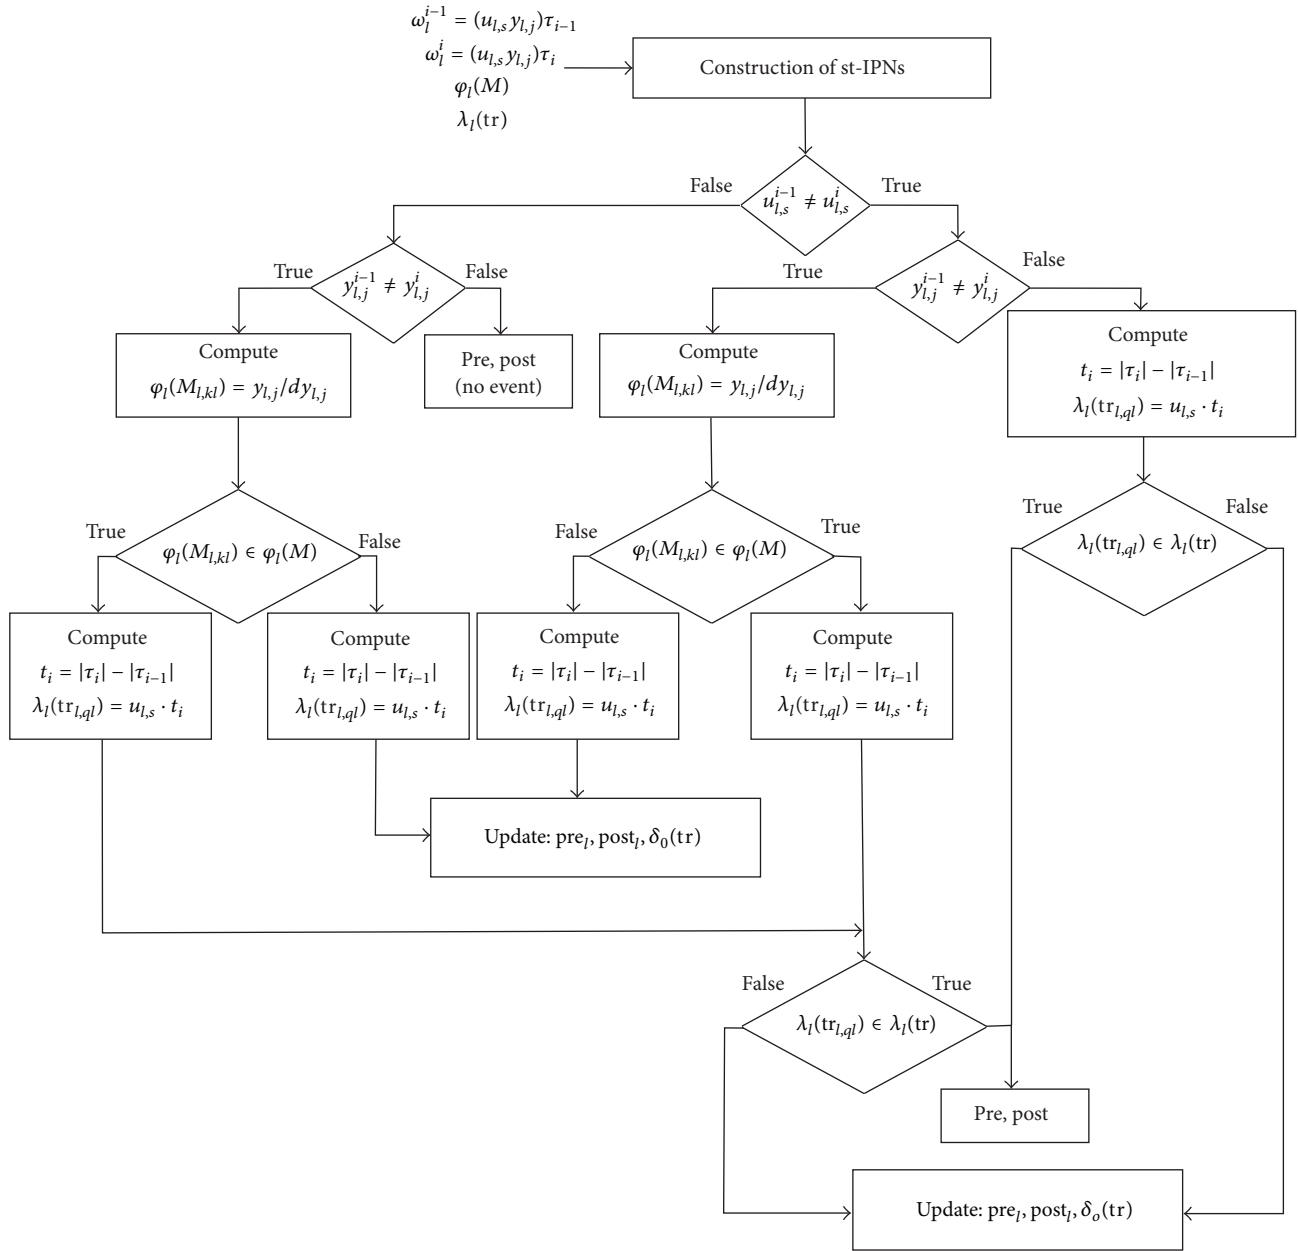 ω_l^{i−1} = (u_{l,s} y_{l,j})τ_{i−1}
ω_l^i = (u_{l,s} y_{l,j})τ_i
φ_l(M)
λ_l(tr)
Construction of st-IPNs
False
u_{l,s}^{i−1} ≠ u_{l,s}^i
True
True
y_{l,j}^{i−1} ≠ y_{l,j}^i
False
True
y_{l,j}^{i−1} ≠ y_{l,j}^i
False
Compute
φ_l(M_{l,kl}) = y_{l,j}/dy_{l,j}
Pre, post
(no event)
Compute
φ_l(M_{l,kl}) = y_{l,j}/dy_{l,j}
Compute
t_i = |τ_i| − |τ_{i−1}|
λ_l(tr_{l,ql}) = u_{l,s} · t_i
True
φ_l(M_{l,kl}) ∈ φ_l(M)
False
False
φ_l(M_{l,kl}) ∈ φ_l(M)
True
True
λ_l(tr_{l,ql}) ∈ λ_l(tr)
False
Compute
t_i = |τ_i| − |τ_{i−1}|
λ_l(tr_{l,ql}) = u_{l,s} · t_i
Compute
t_i = |τ_i| − |τ_{i−1}|
λ_l(tr_{l,ql}) = u_{l,s} · t_i
Compute
t_i = |τ_i| − |τ_{i−1}|
λ_l(tr_{l,ql}) = u_{l,s} · t_i
Compute
t_i = |τ_i| − |τ_{i−1}|
λ_l(tr_{l,ql}) = u_{l,s} · t_i
Update: pre_l, post_l, δ_0(tr)
False
λ_l(tr_{l,ql}) ∈ λ_l(tr)
True
Pre, post
Update: pre_l, post_l, δ_o(tr)